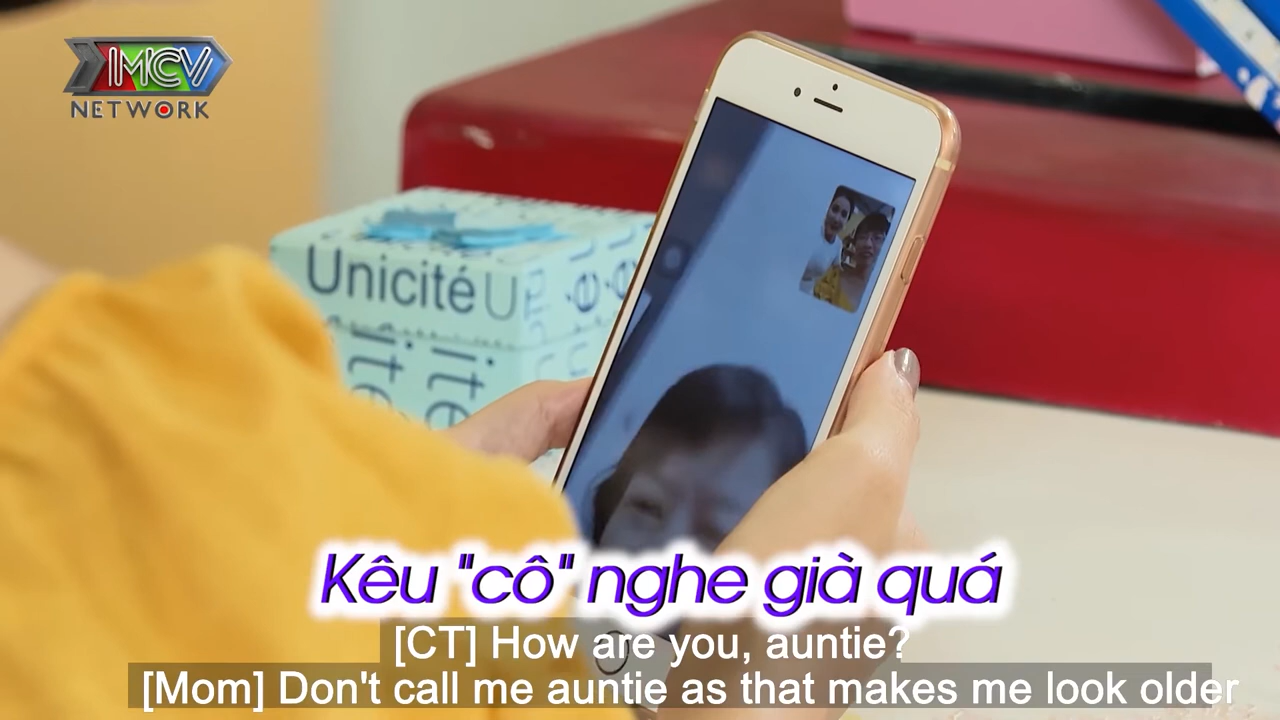 MCV
NETWORK
Unicité U
Kêu "cô" nghe già quá
[CT] How are you, auntie?
[Mom] Don't call me auntie as that makes me look older